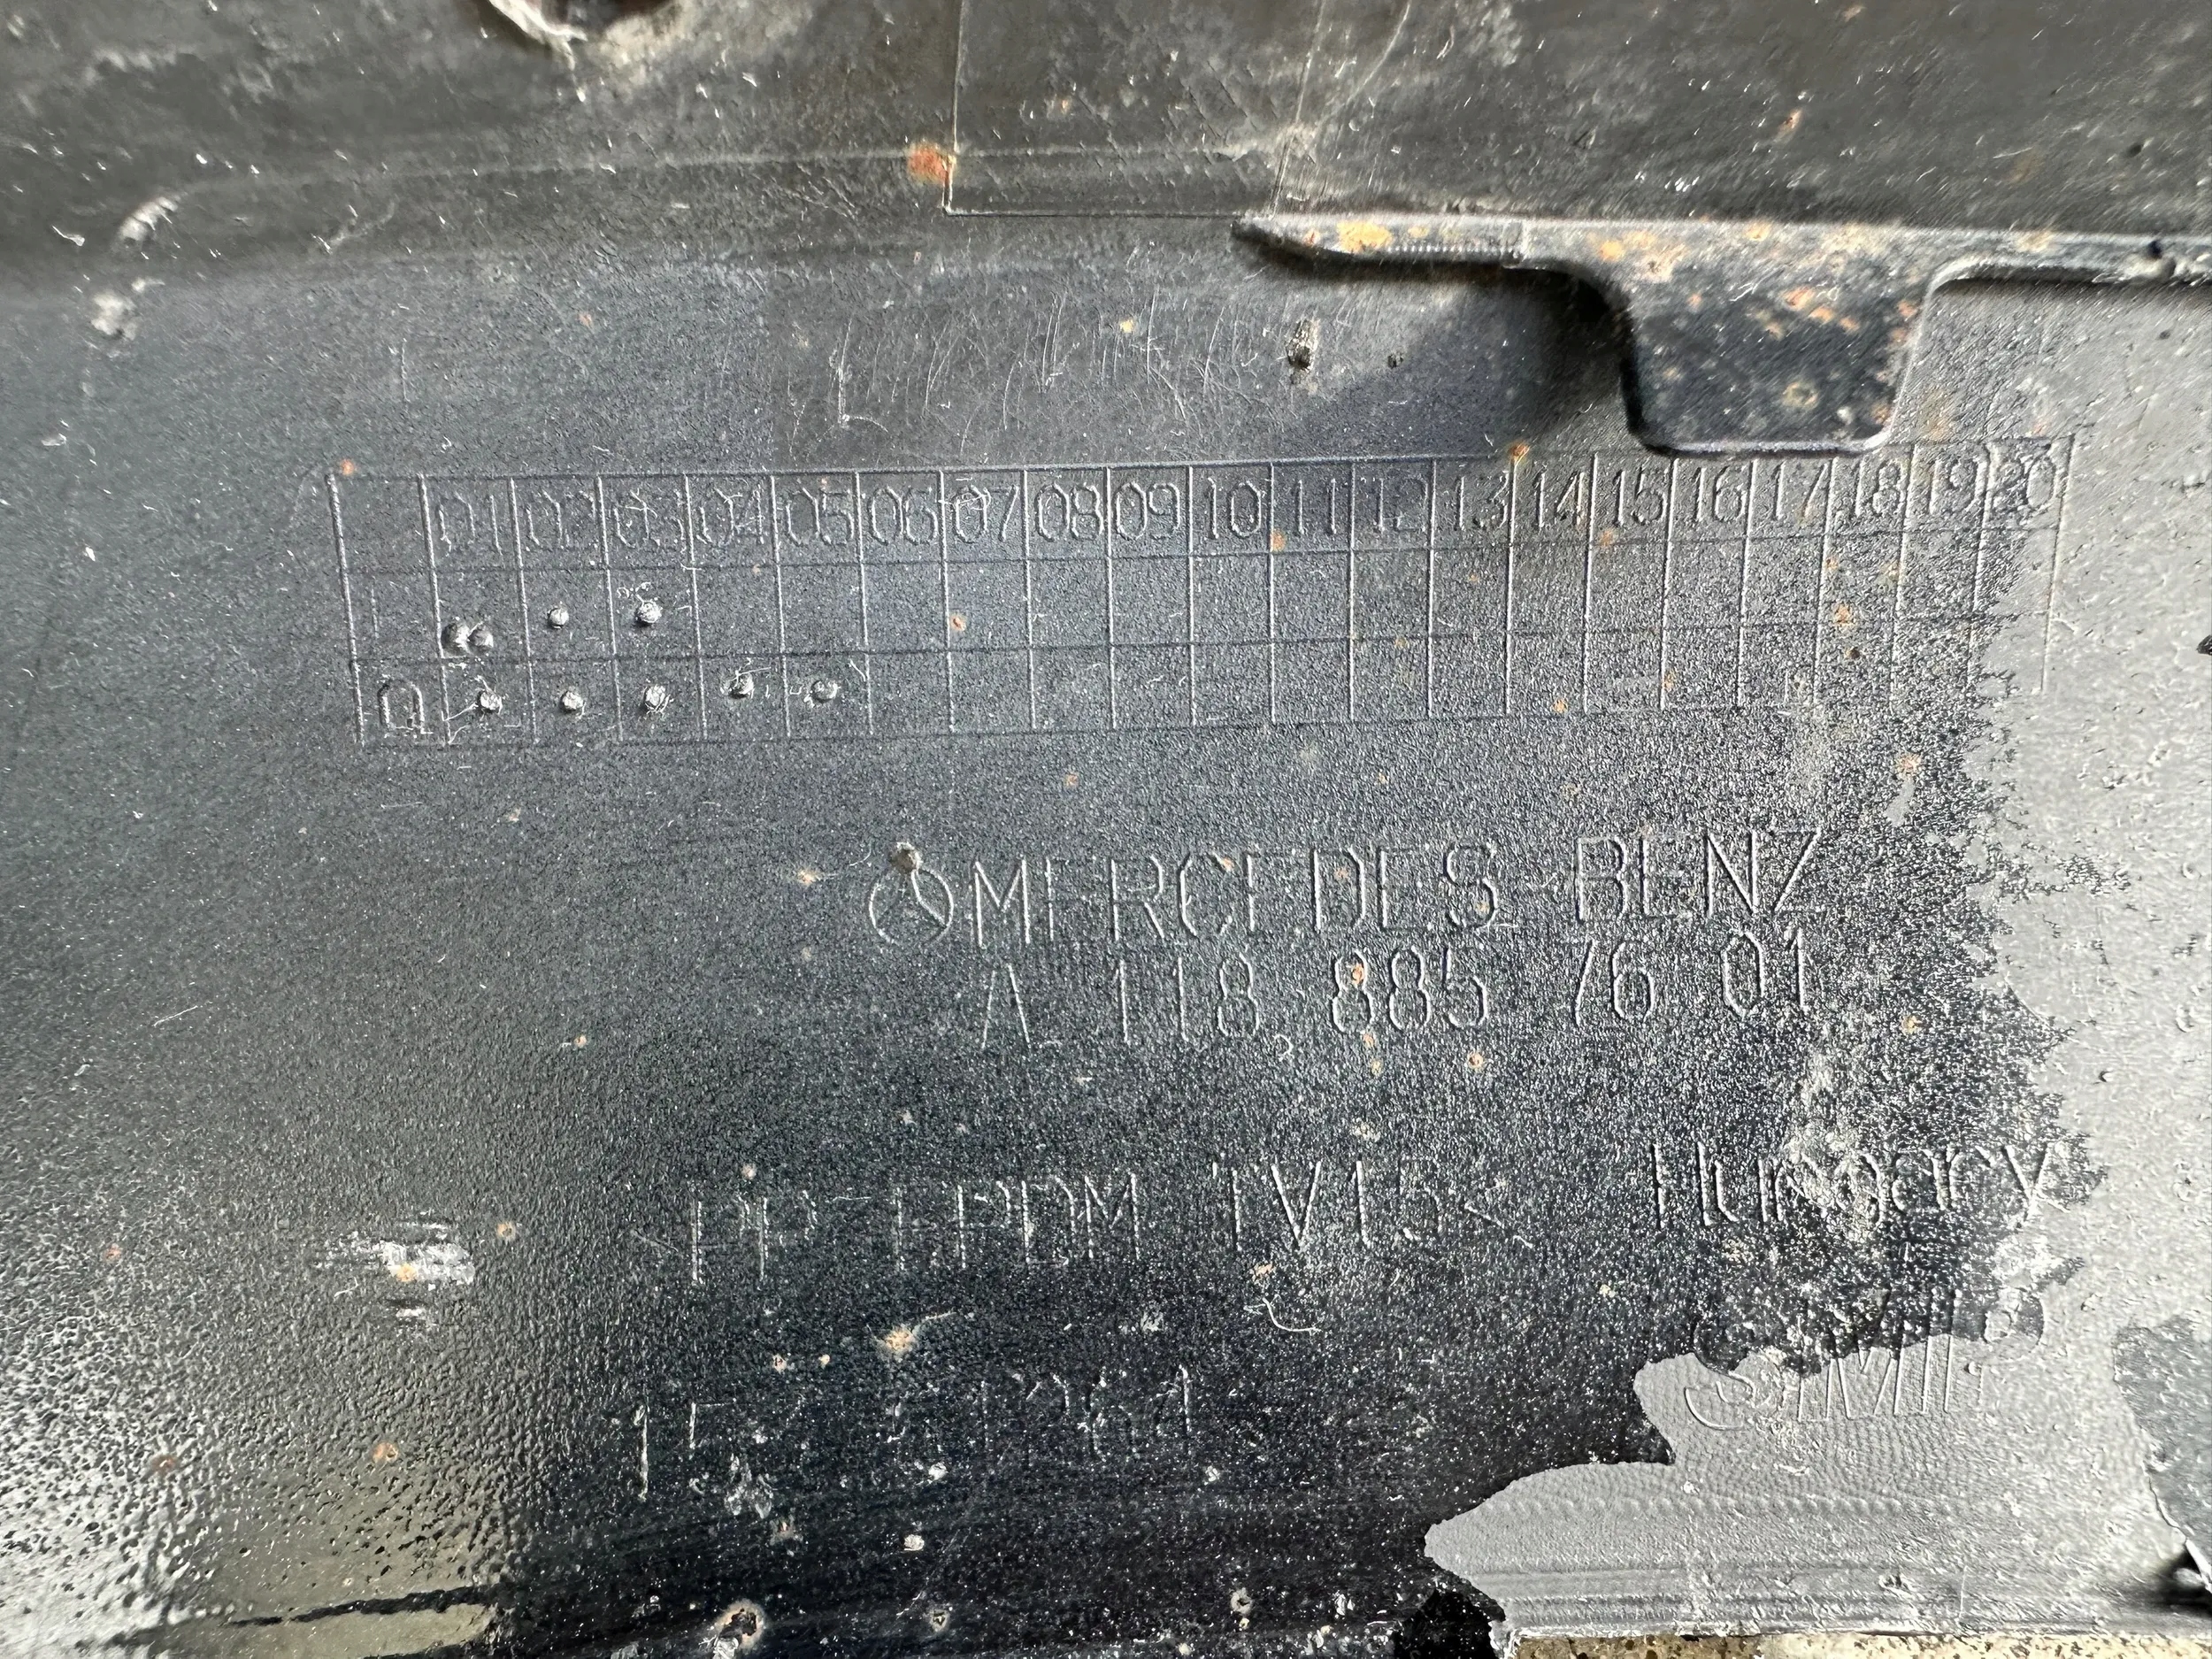 01 02 03 04 05 06 07 08 09 10 11 12 13 14 15 16 17 18 19 20
Q
MERCEDES-BENZ
A 118 885 76 01
>PP+EPDM-TV15< Hungary
SMR